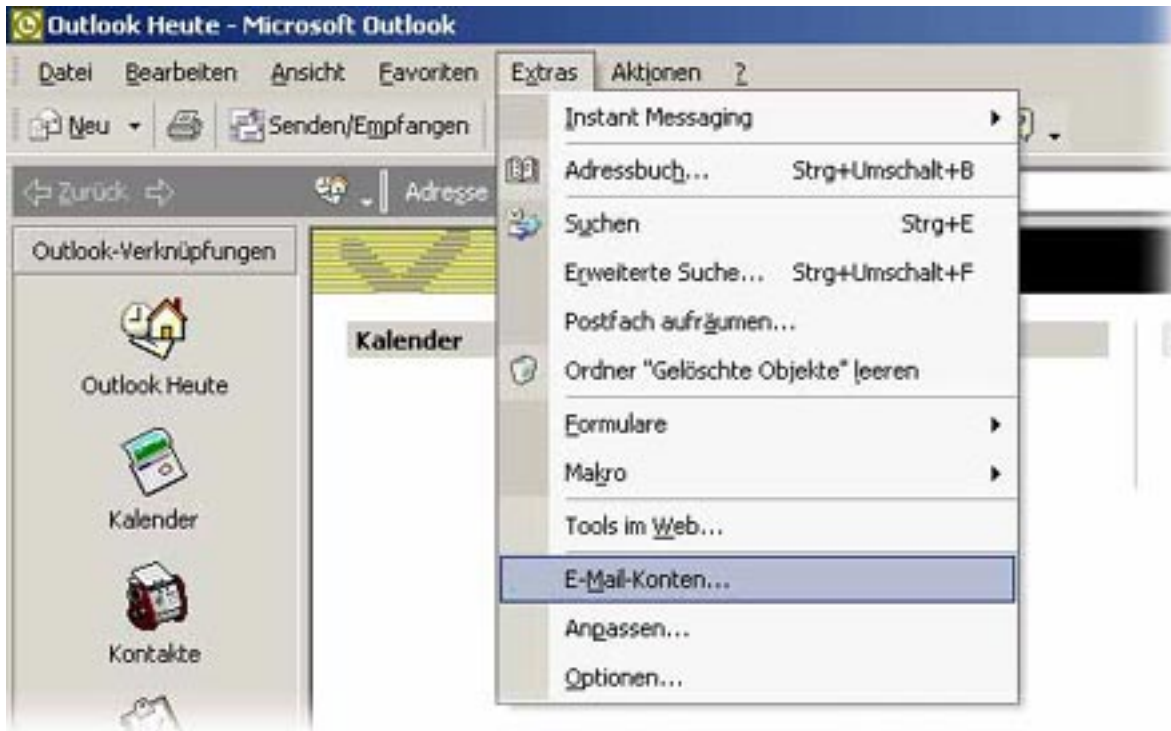 Outlook Heute - Microsoft Outlook
Datei Bearbeiten Ansicht Favoriten Extras Aktionen ?
Neu Senden/Empfangen
Zurück Adresse
Outlook-Verknüpfungen
Outlook Heute
Kalender
Kontakte
Kalender
Instant Messaging
Adressbuch... Strg+Umschalt+B
Suchen Strg+E
Erweiterte Suche... Strg+Umschalt+F
Postfach aufräumen...
Ordner "Gelöschte Objekte" leeren
Formulare
Makro
Tools im Web...
E-Mail-Konten...
Anpassen...
Optionen...